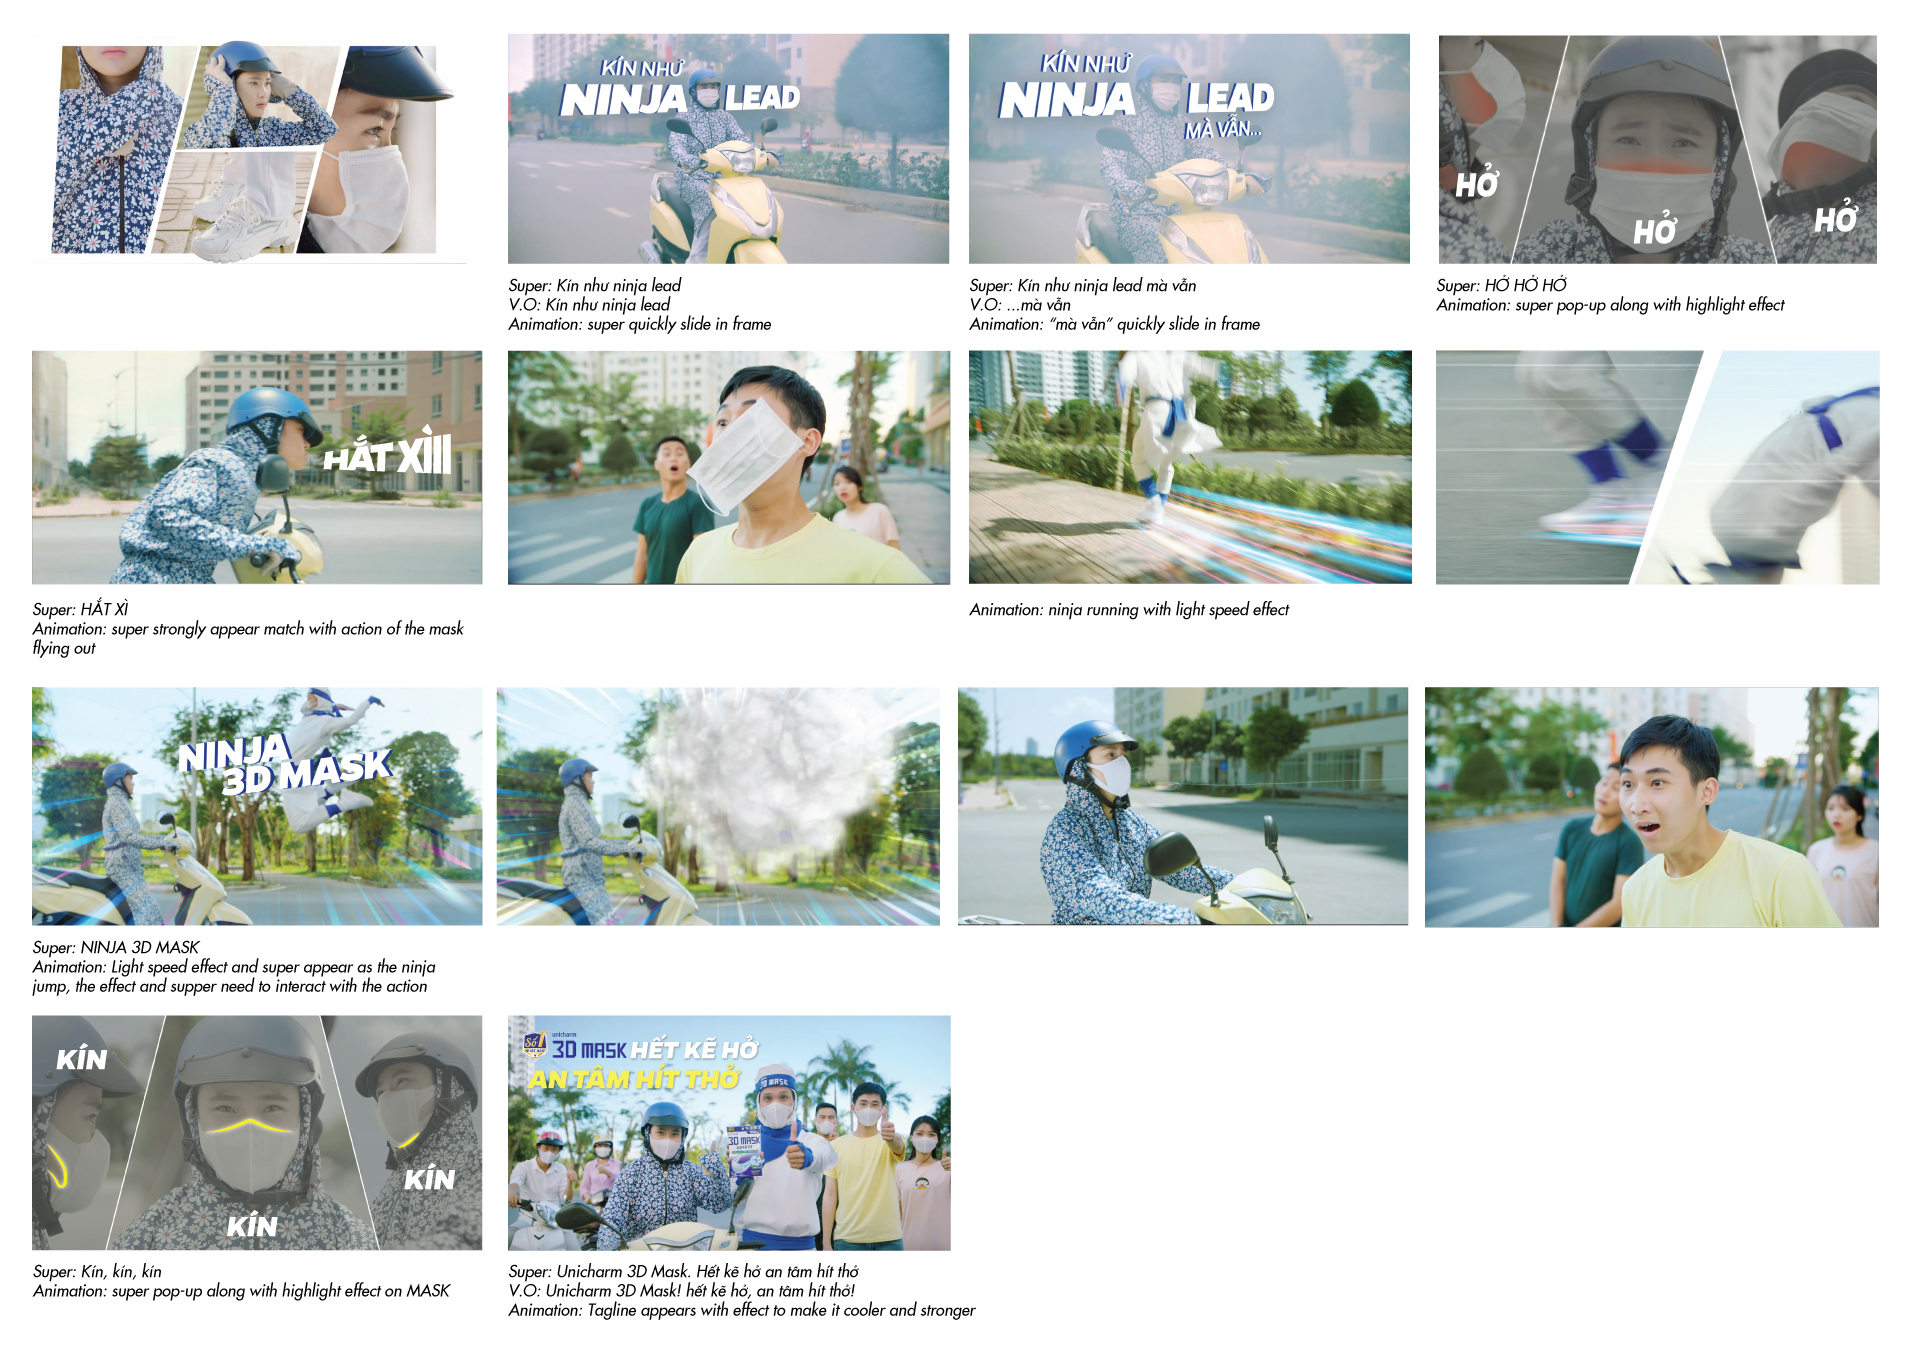 KÍN NHƯ
NINJA LEAD
KÍN NHƯ
NINJA LEAD
MÀ VẪN...
HỞ
HỞ
HỞ
Super: Kín như ninja lead
V.O: Kín như ninja lead
Animation: super quickly slide in frame
Super: Kín như ninja lead mà vẫn
V.O: ...mà vẫn
Animation: “mà vẫn” quickly slide in frame
Super: HỞ HỞ HỞ
Animation: super pop-up along with highlight effect
HẮT XÌIII
Super: HẮT XÌ
Animation: super strongly appear match with action of the mask
flying out
Animation: ninja running with light speed effect
NINJA
3D MASK
Super: NINJA 3D MASK
Animation: Light speed effect and super appear as the ninja
jump, the effect and supper need to interact with the action
KÍN
KÍN
KÍN
Super: Kín, kín, kín
Animation: super pop-up along with highlight effect on MASK
Số 1
unicharm
3D MASK HẾT KẼ HỞ
AN TÂM HÍT THỞ
3D MASK
3D MASK
Super: Unicharm 3D Mask. Hết kẽ hở an tâm hít thở
V.O: Unicharm 3D Mask! hết kẽ hở, an tâm hít thở!
Animation: Tagline appears with effect to make it cooler and stronger